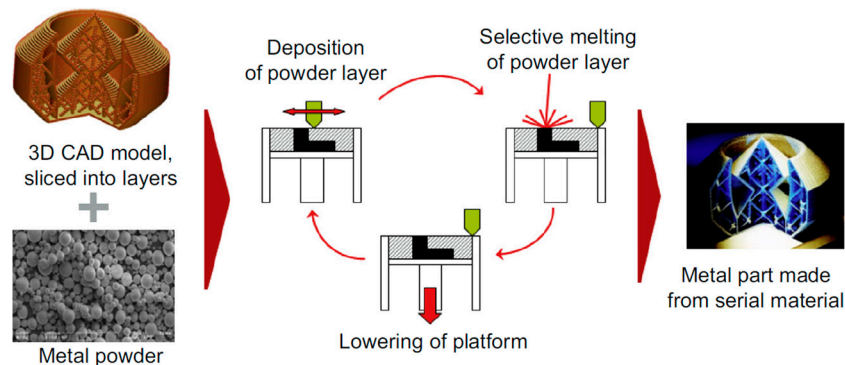 3D CAD model,
sliced into layers
Metal powder
Deposition
of powder layer
Selective melting
of powder layer
Lowering of platform
Metal part made
from serial material